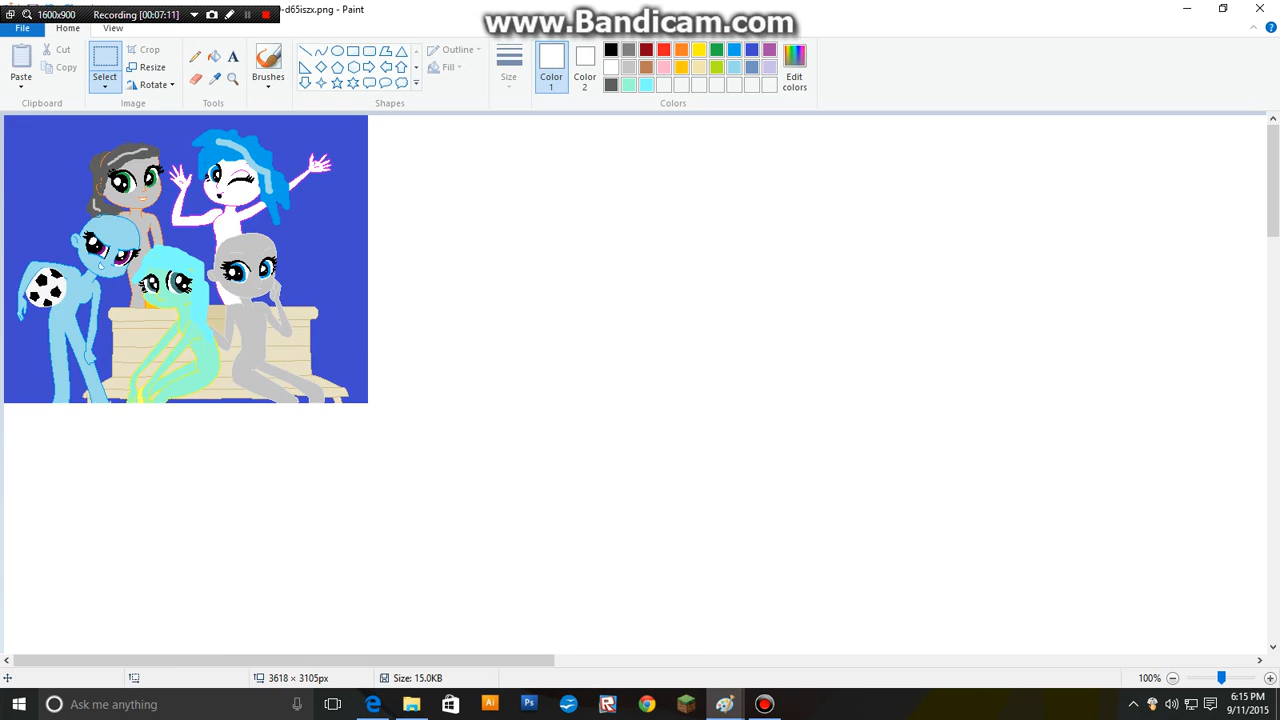 1600x900 Recording [00:07:11] -d65iszx.png - Paint
www.Bandicam.com
File Home View
Paste Cut Copy Clipboard
Select Crop Resize Rotate Image
Tools
Brushes
Outline Fill Shapes
Size
Color 1 Color 2 Edit colors Colors
3618 × 3105px Size: 15.0KB 100%
Ask me anything
Ai Ps
6:15 PM
9/11/2015